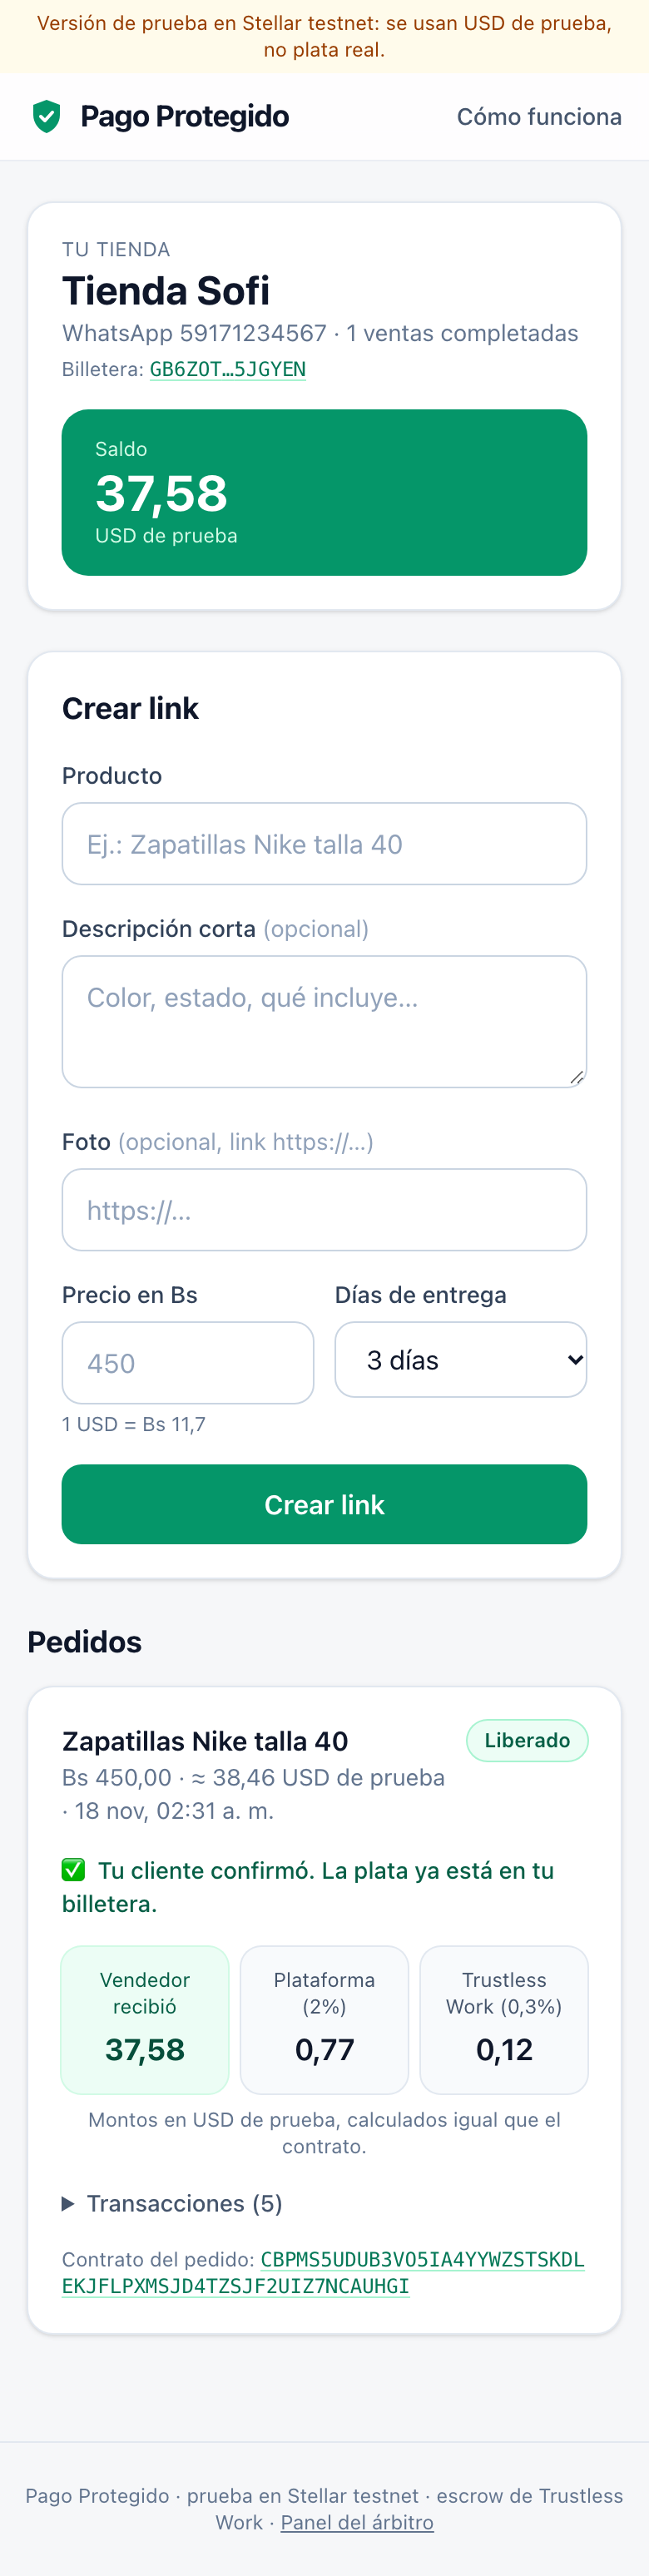 Versión de prueba en Stellar testnet: se usan USD de prueba,
no plata real.
Pago Protegido
Cómo funciona
TU TIENDA
Tienda Sofi
WhatsApp 59171234567 · 1 ventas completadas
Billetera: GB6ZOT…5JGYEN
Saldo
37,58
USD de prueba
Crear link
Producto
Ej.: Zapatillas Nike talla 40
Descripción corta (opcional)
Color, estado, qué incluye...
Foto (opcional, link https://...)
https://...
Precio en Bs
Días de entrega
450
3 días
1 USD = Bs 11,7
Crear link
Pedidos
Zapatillas Nike talla 40
Liberado
Bs 450,00 · ≈ 38,46 USD de prueba
· 18 nov, 02:31 a. m.
✅ Tu cliente confirmó. La plata ya está en tu
billetera.
Vendedor
recibió
37,58
Plataforma
(2%)
0,77
Trustless
Work (0,3%)
0,12
Montos en USD de prueba, calculados igual que el
contrato.
▶ Transacciones (5)
Contrato del pedido: CBPMS5UDUB3VO5IA4YYWZSTSKDL
EKJFLPXMSJD4TZSJF2UIZ7NCAUHGI
Pago Protegido · prueba en Stellar testnet · escrow de Trustless
Work · Panel del árbitro